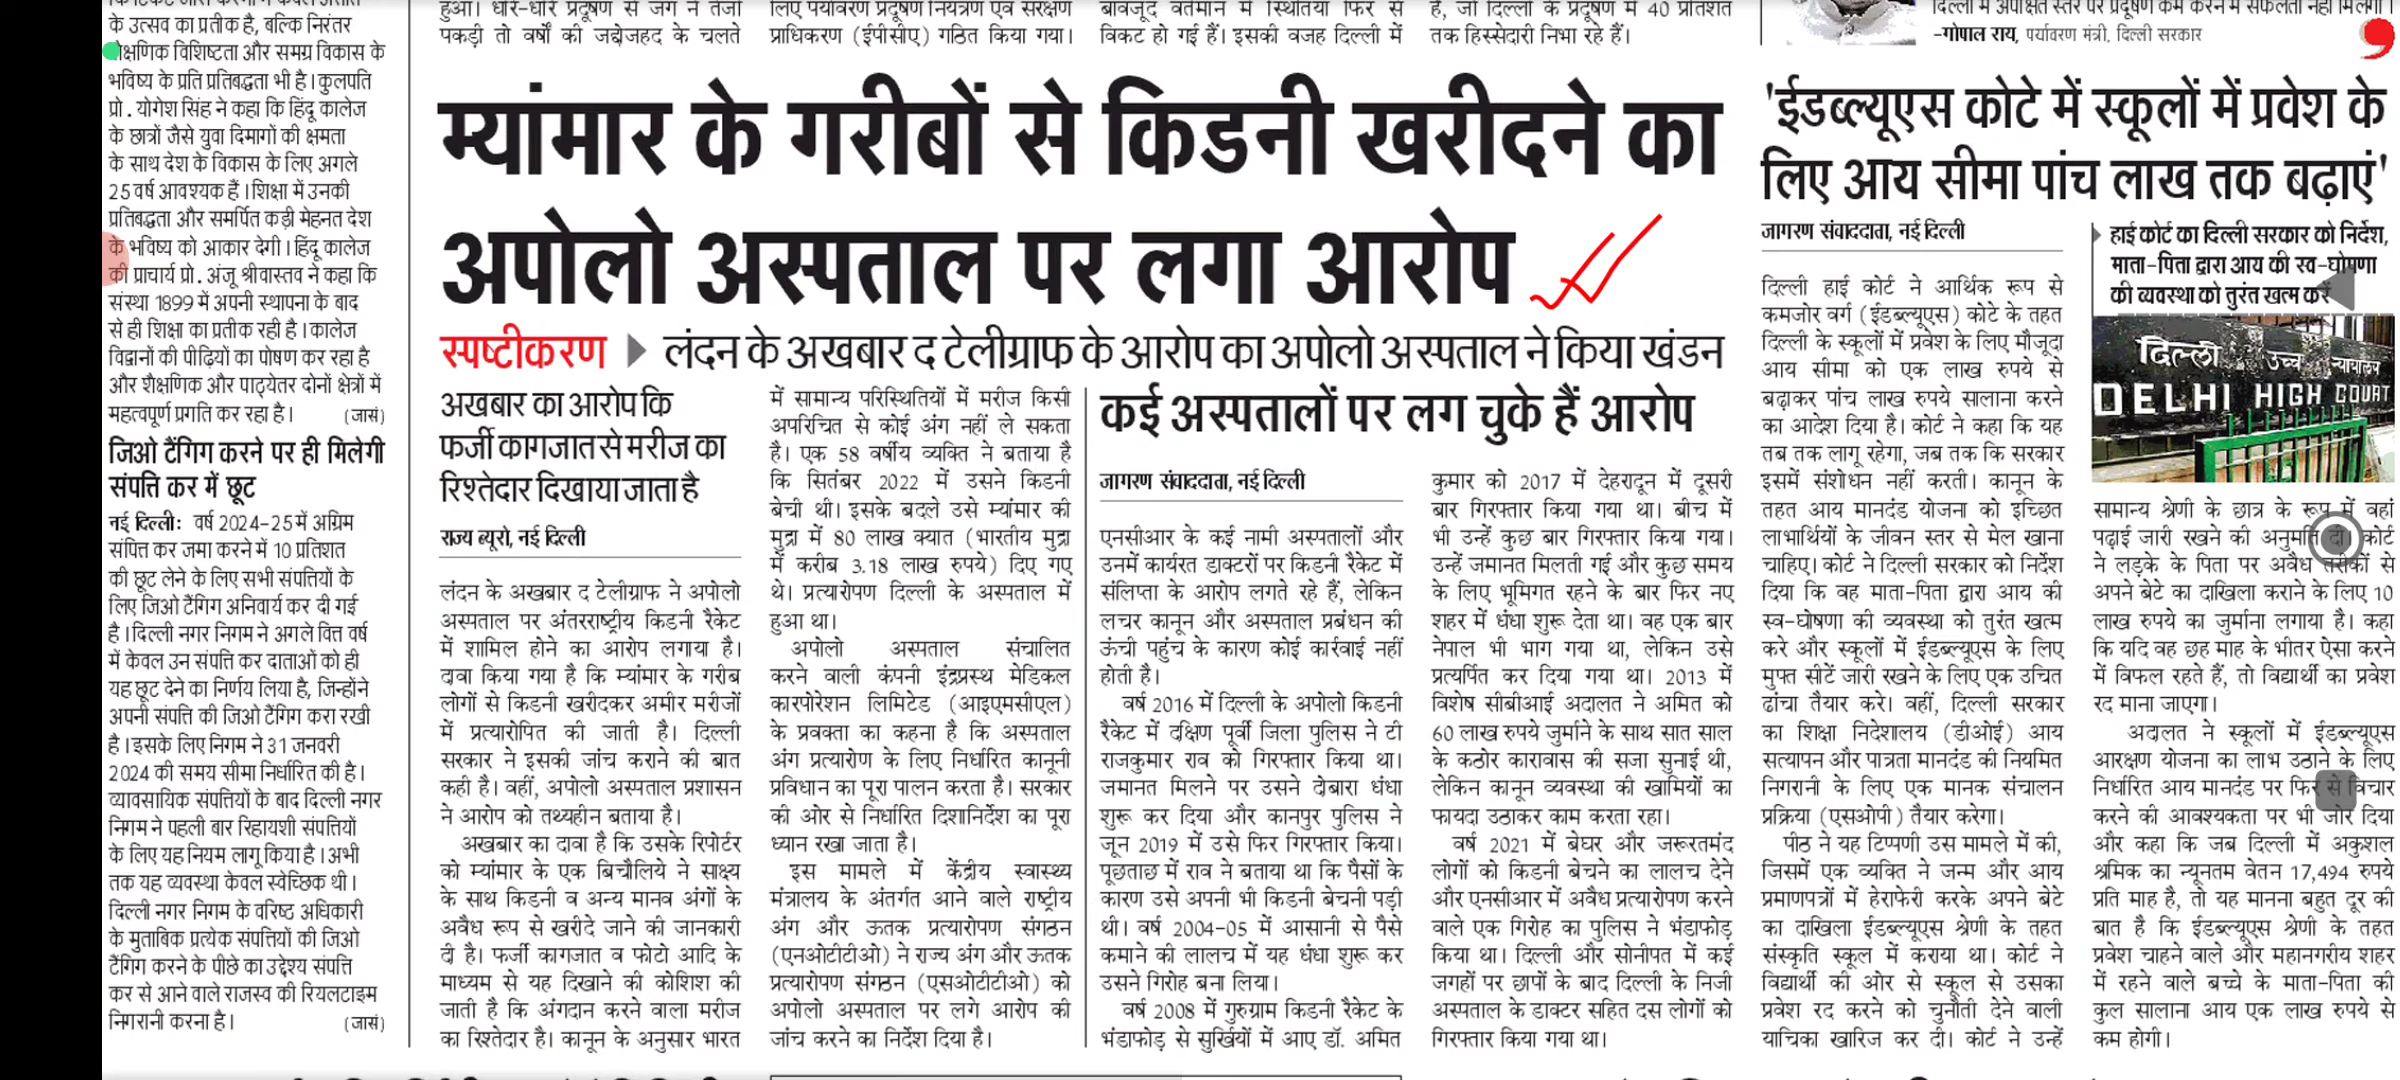 के उत्सव का प्रतीक है, बल्कि निरंतर
शैक्षणिक विशिष्टता और समग्र विकास के
भविष्य के प्रति प्रतिबद्धता भी है। कुलपति
प्रो. योगेश सिंह ने कहा कि हिंदू कालेज
के छात्रों जैसे युवा दिमागों की क्षमता
के साथ देश के विकास के लिए अगले
25 वर्ष आवश्यक हैं। शिक्षा में उनकी
प्रतिबद्धता और समर्पित कड़ी मेहनत देश
के भविष्य को आकार देगी। हिंदू कालेज
की प्राचार्य प्रो. अंजू श्रीवास्तव ने कहा कि
संस्था 1899 में अपनी स्थापना के बाद
से ही शिक्षा का प्रतीक रही है। कालेज
विद्वानों की पीढ़ियों का पोषण कर रहा है
और शैक्षणिक और पाठ्येतर दोनों क्षेत्रों में
महत्वपूर्ण प्रगति कर रहा है। (जासं)
जिओ टैगिंग करने पर ही मिलेगी
संपत्ति कर में छूट
नई दिल्ली: वर्ष 2024-25 में अग्रिम
संपत्ति कर जमा करने में 10 प्रतिशत
की छूट लेने के लिए सभी संपत्तियों के
लिए जिओ टैगिंग अनिवार्य कर दी गई
है। दिल्ली नगर निगम ने अगले वित्त वर्ष
में केवल उन संपत्ति कर दाताओं को ही
यह छूट देने का निर्णय लिया है, जिन्होंने
अपनी संपत्ति की जिओ टैगिंग करा रखी
है। इसके लिए निगम ने 31 जनवरी
2024 की समय सीमा निर्धारित की है।
व्यावसायिक संपत्तियों के बाद दिल्ली नगर
निगम ने पहली बार रिहायशी संपत्तियों
के लिए यह नियम लागू किया है। अभी
तक यह व्यवस्था केवल स्वेच्छिक थी।
दिल्ली नगर निगम के वरिष्ठ अधिकारी
के मुताबिक प्रत्येक संपत्तियों की जिओ
टैंगिंग करने के पीछे का उद्देश्य संपत्ति
कर से आने वाले राजस्व की रियलटाइम
निगरानी करना है। (जासं)
हुआ। धीरे-धीरे प्रदूषण से जंग ने तेजी
पकड़ी तो वर्षों की जद्दोजहद के चलते
लिए पर्यावरण प्रदूषण नियंत्रण एवं संरक्षण
प्राधिकरण (ईपीसीए) गठित किया गया।
बावजूद वर्तमान में स्थितियां फिर से
विकट हो गई हैं। इसकी वजह दिल्ली में
है, जो दिल्ली के प्रदूषण में 40 प्रतिशत
तक हिस्सेदारी निभा रहे हैं।
दिल्ली में अपेक्षित स्तर पर प्रदूषण कम करने में सफलता नहीं मिलेगी।
-गोपाल राय, पर्यावरण मंत्री, दिल्ली सरकार
म्यांमार के गरीबों से किडनी खरीदने का
अपोलो अस्पताल पर लगा आरोप
स्पष्टीकरण लंदन के अखबार द टेलीग्राफ के आरोप का अपोलो अस्पताल ने किया खंडन
अखबार का आरोप कि
फर्जी कागजात से मरीज का
रिश्तेदार दिखाया जाता है
राज्य ब्यूरो, नई दिल्ली
लंदन के अखबार द टेलीग्राफ ने अपोलो
अस्पताल पर अंतरराष्ट्रीय किडनी रैकेट
में शामिल होने का आरोप लगाया है।
दावा किया गया है कि म्यांमार के गरीब
लोगों से किडनी खरीदकर अमीर मरीजों
में प्रत्यारोपित की जाती है। दिल्ली
सरकार ने इसकी जांच कराने की बात
कही है। वहीं, अपोलो अस्पताल प्रशासन
ने आरोप को तथ्यहीन बताया है।
अखबार का दावा है कि उसके रिपोर्टर
को म्यांमार के एक बिचौलिये ने साक्ष्य
के साथ किडनी व अन्य मानव अंगों के
अवैध रूप से खरीदे जाने की जानकारी
दी है। फर्जी कागजात व फोटो आदि के
माध्यम से यह दिखाने की कोशिश की
जाती है कि अंगदान करने वाला मरीज
का रिश्तेदार है। कानून के अनुसार भारत
में सामान्य परिस्थितियों में मरीज किसी
अपरिचित से कोई अंग नहीं ले सकता
है। एक 58 वर्षीय व्यक्ति ने बताया है
कि सितंबर 2022 में उसने किडनी
बेची थी। इसके बदले उसे म्यांमार की
मुद्रा में 80 लाख क्यात (भारतीय मुद्रा
में करीब 3.18 लाख रुपये) दिए गए
थे। प्रत्यारोपण दिल्ली के अस्पताल में
हुआ था।
अपोलो अस्पताल संचालित
करने वाली कंपनी इंद्रप्रस्थ मेडिकल
कारपोरेशन लिमिटेड (आइएमसीएल)
के प्रवक्ता का कहना है कि अस्पताल
अंग प्रत्यारोण के लिए निर्धारित कानूनी
प्रविधान का पूरा पालन करता है। सरकार
की ओर से निर्धारित दिशानिर्देश का पूरा
ध्यान रखा जाता है।
इस मामले में केंद्रीय स्वास्थ्य
मंत्रालय के अंतर्गत आने वाले राष्ट्रीय
अंग और ऊतक प्रत्यारोपण संगठन
(एनओटीटीओ) ने राज्य अंग और ऊतक
प्रत्यारोपण संगठन (एसओटीटीओ) को
अपोलो अस्पताल पर लगे आरोप की
जांच करने का निर्देश दिया है।
कई अस्पतालों पर लग चुके हैं आरोप
जागरण संवाददाता, नई दिल्ली
एनसीआर के कई नामी अस्पतालों और
उनमें कार्यरत डाक्टरों पर किडनी रैकेट में
संलिप्ता के आरोप लगते रहे हैं, लेकिन
लचर कानून और अस्पताल प्रबंधन की
ऊंची पहुंच के कारण कोई कार्रवाई नहीं
होती है।
वर्ष 2016 में दिल्ली के अपोलो किडनी
रैकेट में दक्षिण पूर्वी जिला पुलिस ने टी
राजकुमार राव को गिरफ्तार किया था।
जमानत मिलने पर उसने दोबारा धंधा
शुरू कर दिया और कानपुर पुलिस ने
जून 2019 में उसे फिर गिरफ्तार किया।
पूछताछ में राव ने बताया था कि पैसों के
कारण उसे अपनी भी किडनी बेचनी पड़ी
थी। वर्ष 2004-05 में आसानी से पैसे
कमाने की लालच में यह धंधा शुरू कर
उसने गिरोह बना लिया।
वर्ष 2008 में गुरुग्राम किडनी रैकेट के
भंडाफोड़ से सुर्खियों में आए डॉ. अमित
कुमार को 2017 में देहरादून में दूसरी
बार गिरफ्तार किया गया था। बीच में
भी उन्हें कुछ बार गिरफ्तार किया गया।
उन्हें जमानत मिलती गई और कुछ समय
के लिए भूमिगत रहने के बार फिर नए
शहर में धंधा शुरू देता था। वह एक बार
नेपाल भी भाग गया था, लेकिन उसे
प्रत्यर्पित कर दिया गया था। 2013 में
विशेष सीबीआई अदालत ने अमित को
60 लाख रुपये जुर्माने के साथ सात साल
के कठोर कारावास की सजा सुनाई थी,
लेकिन कानून व्यवस्था की खामियों का
फायदा उठाकर काम करता रहा।
वर्ष 2021 में बेघर और जरूरतमंद
लोगों को किडनी बेचने का लालच देने
और एनसीआर में अवैध प्रत्यारोपण करने
वाले एक गिरोह का पुलिस ने भंडाफोड़
किया था। दिल्ली और सोनीपत में कई
जगहों पर छापों के बाद दिल्ली के निजी
अस्पताल के डाक्टर सहित दस लोगों को
गिरफ्तार किया गया था।
'ईडब्ल्यूएस कोटे में स्कूलों में प्रवेश के
लिए आय सीमा पांच लाख तक बढ़ाएं'
जागरण संवाददाता, नई दिल्ली
दिल्ली हाई कोर्ट ने आर्थिक रूप से
कमजोर वर्ग (ईडब्ल्यूएस) कोटे के तहत
दिल्ली के स्कूलों में प्रवेश के लिए मौजूदा
आय सीमा को एक लाख रुपये से
बढ़ाकर पांच लाख रुपये सालाना करने
का आदेश दिया है। कोर्ट ने कहा कि यह
तब तक लागू रहेगा, जब तक कि सरकार
इसमें संशोधन नहीं करती। कानून के
तहत आय मानदंड योजना को इच्छित
लाभार्थियों के जीवन स्तर से मेल खाना
चाहिए। कोर्ट ने दिल्ली सरकार को निर्देश
दिया कि वह माता-पिता द्वारा आय की
स्व-घोषणा की व्यवस्था को तुरंत खत्म
करे और स्कूलों में ईडब्ल्यूएस के लिए
मुफ्त सीटें जारी रखने के लिए एक उचित
ढांचा तैयार करे। वहीं, दिल्ली सरकार
का शिक्षा निदेशालय (डीओई) आय
सत्यापन और पात्रता मानदंड की नियमित
निगरानी के लिए एक मानक संचालन
प्रक्रिया (एसओपी) तैयार करेगा।
पीठ ने यह टिप्पणी उस मामले में की,
जिसमें एक व्यक्ति ने जन्म और आय
प्रमाणपत्रों में हेराफेरी करके अपने बेटे
का दाखिला ईडब्ल्यूएस श्रेणी के तहत
संस्कृति स्कूल में कराया था। कोर्ट ने
विद्यार्थी की ओर से स्कूल से उसका
प्रवेश रद करने को चुनौती देने वाली
याचिका खारिज कर दी। कोर्ट ने उन्हें
हाई कोर्ट का दिल्ली सरकार को निर्देश,
माता-पिता द्वारा आय की स्व-घोषणा
की व्यवस्था को तुरंत खत्म करें
दिल्ली उच्च न्यायालय
DELHI HIGH COURT
सामान्य श्रेणी के छात्र के रूप में वहां
पढ़ाई जारी रखने की अनुमति दी। कोर्ट
ने लड़के के पिता पर अवैध तरीकों से
अपने बेटे का दाखिला कराने के लिए 10
लाख रुपये का जुर्माना लगाया है। कहा
कि यदि वह छह माह के भीतर ऐसा करने
में विफल रहते हैं, तो विद्यार्थी का प्रवेश
रद माना जाएगा।
अदालत ने स्कूलों में ईडब्ल्यूएस
आरक्षण योजना का लाभ उठाने के लिए
निर्धारित आय मानदंड पर फिर से विचार
करने की आवश्यकता पर भी जोर दिया
और कहा कि जब दिल्ली में अकुशल
श्रमिक का न्यूनतम वेतन 17,494 रुपये
प्रति माह है, तो यह मानना बहुत दूर की
बात है कि ईडब्ल्यूएस श्रेणी के तहत
प्रवेश चाहने वाले और महानगरीय शहर
में रहने वाले बच्चे के माता-पिता की
कुल सालाना आय एक लाख रुपये से
कम होगी।